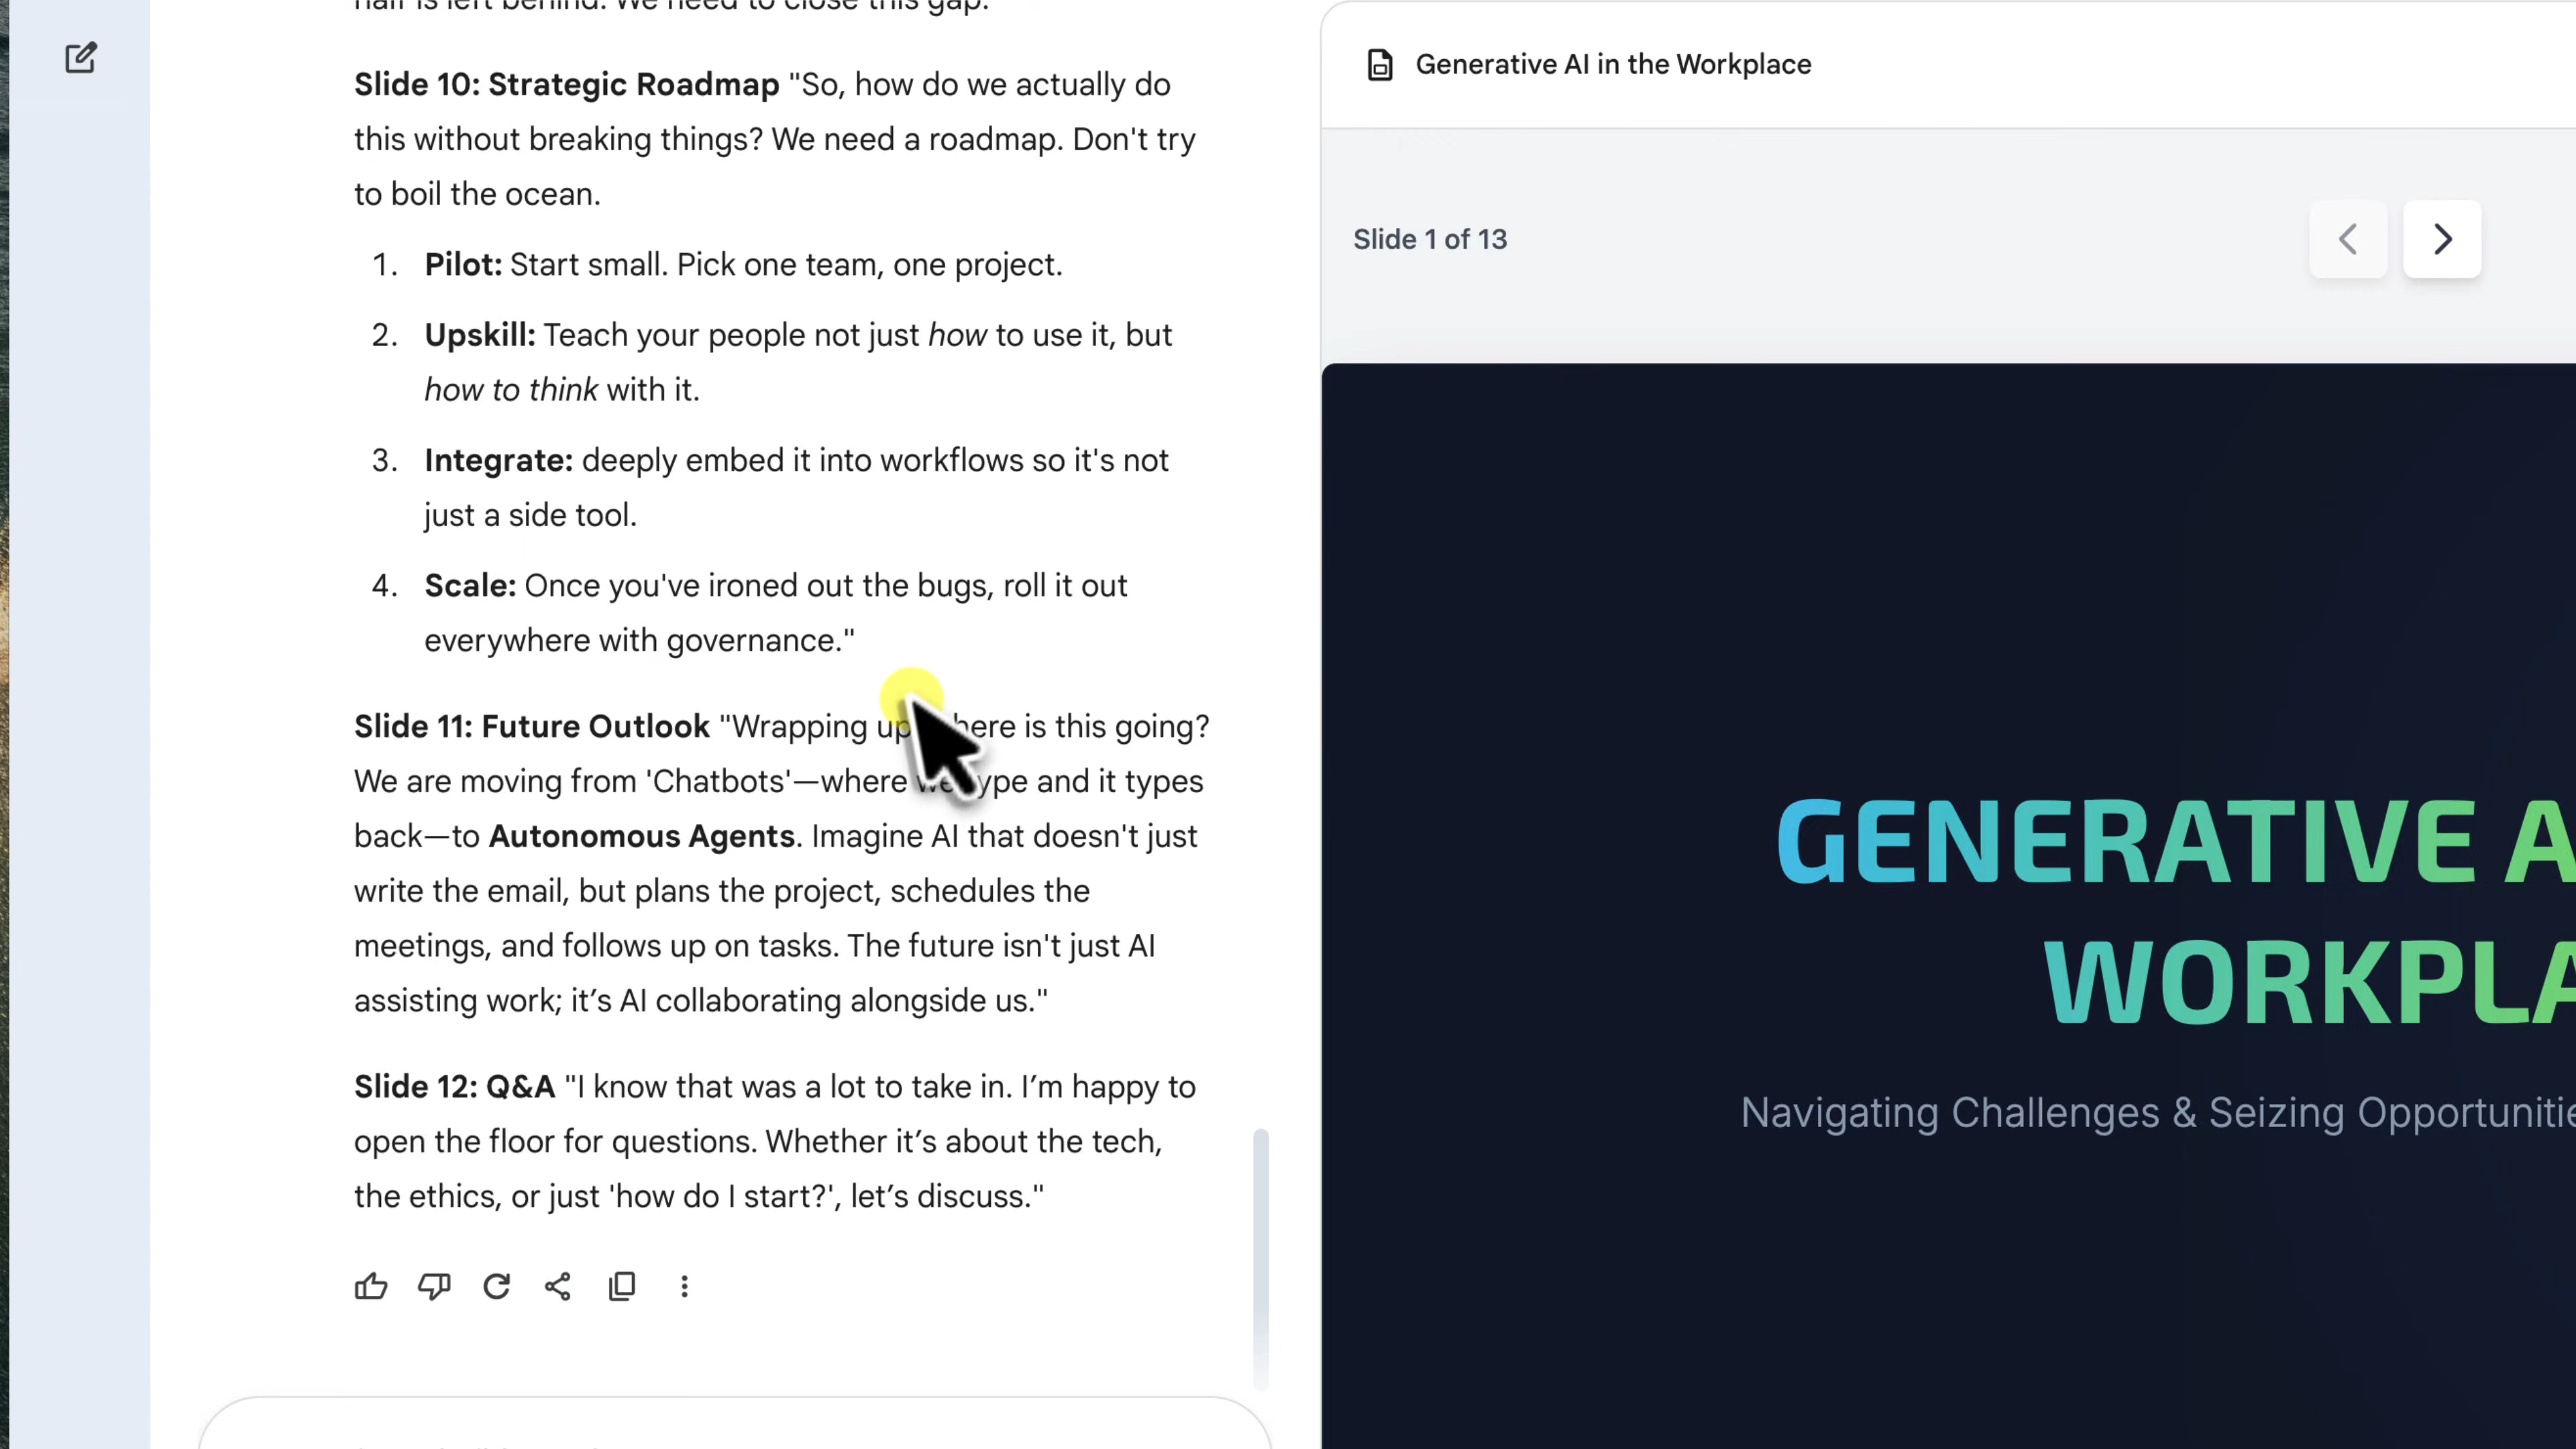 Slide 10: Strategic Roadmap "So, how do we actually do
this without breaking things? We need a roadmap. Don't try
to boil the ocean.
1. Pilot: Start small. Pick one team, one project.
2. Upskill: Teach your people not just how to use it, but
how to think with it.
3. Integrate: deeply embed it into workflows so it's not
just a side tool.
4. Scale: Once you've ironed out the bugs, roll it out
everywhere with governance."
Slide 11: Future Outlook "Wrapping up, here is this going?
We are moving from 'Chatbots'—where we type and it types
back—to Autonomous Agents. Imagine AI that doesn't just
write the email, but plans the project, schedules the
meetings, and follows up on tasks. The future isn't just AI
assisting work; it’s AI collaborating alongside us."
Slide 12: Q&A "I know that was a lot to take in. I’m happy to
open the floor for questions. Whether it’s about the tech,
the ethics, or just 'how do I start?', let’s discuss."
Generative AI in the Workplace
Slide 1 of 13
GENERATIVE A
WORKPLA
Navigating Challenges & Seizing Opportunitie